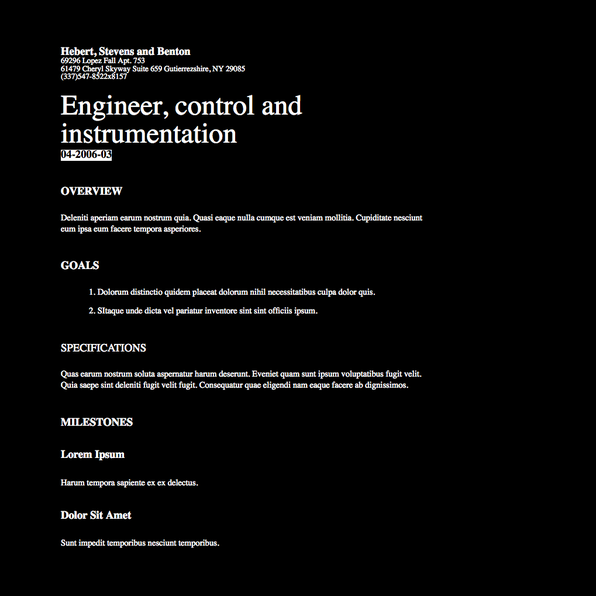 Hebert, Stevens and Benton
69296 Lopez Fall Apt. 753
61479 Cheryl Skyway Suite 659 Gutierrezshire, NY 29085
(337)547-8522x8157
Engineer, control and
instrumentation
04-2006-03
OVERVIEW
Deleniti aperiam earum nostrum quia. Quasi eaque nulla cumque est veniam mollitia. Cupiditate nesciunt
eum ipsa eum facere tempora asperiores.
GOALS
1. Dolorum distinctio quidem placeat dolorum nihil necessitatibus culpa dolor quis.
2. SItaque unde dicta vel pariatur inventore sint sint officiis ipsum.
SPECIFICATIONS
Quas earum nostrum soluta aspernatur harum deserunt. Eveniet quam sunt ipsum voluptatibus fugit velit.
Quia saepe sint deleniti fugit velit fugit. Consequatur quae eligendi nam eaque facere ab dignissimos.
MILESTONES
Lorem Ipsum
Harum tempora sapiente ex ex delectus.
Dolor Sit Amet
Sunt impedit temporibus nesciunt temporibus.